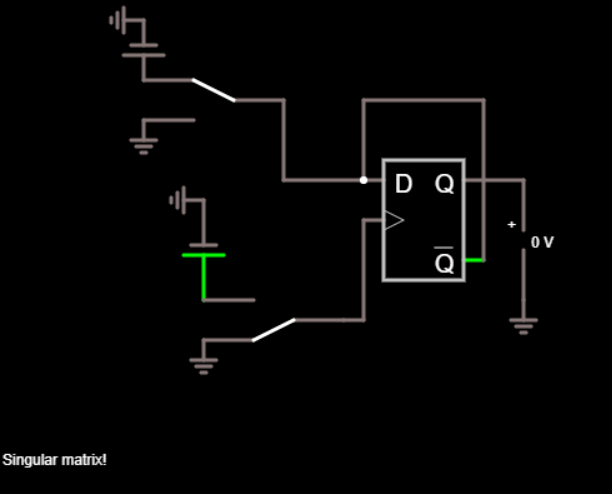 D Q
+
0 V
Q̅
Singular matrix!